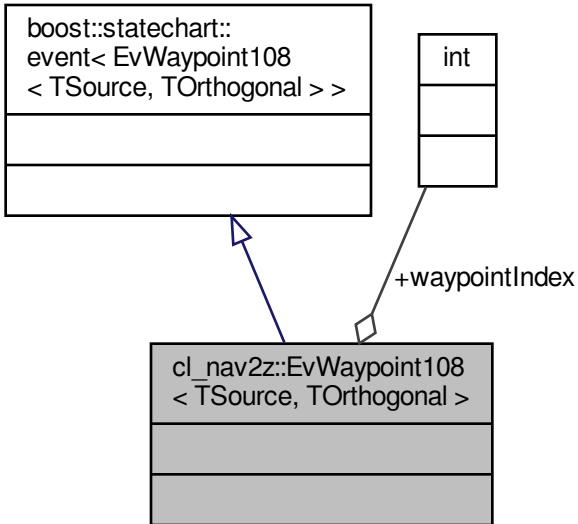 boost::statechart::
event< EvWaypoint108
< TSource, TOrthogonal > >
int
+waypointIndex
cl_nav2z::EvWaypoint108
< TSource, TOrthogonal >